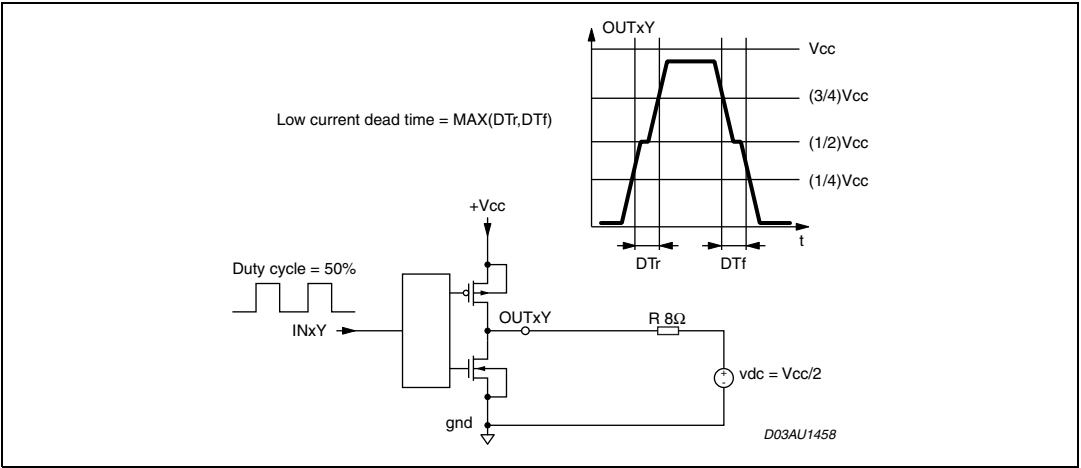 OUTxY
Vcc
(3/4)Vcc
Low current dead time = MAX(DTr,DTf)
(1/2)Vcc
(1/4)Vcc
+Vcc
t
DTr
DTf
Duty cycle = 50%
OUTxY
R 8Ω
INxY
+
-
vdc = Vcc/2
gnd
D03AU1458